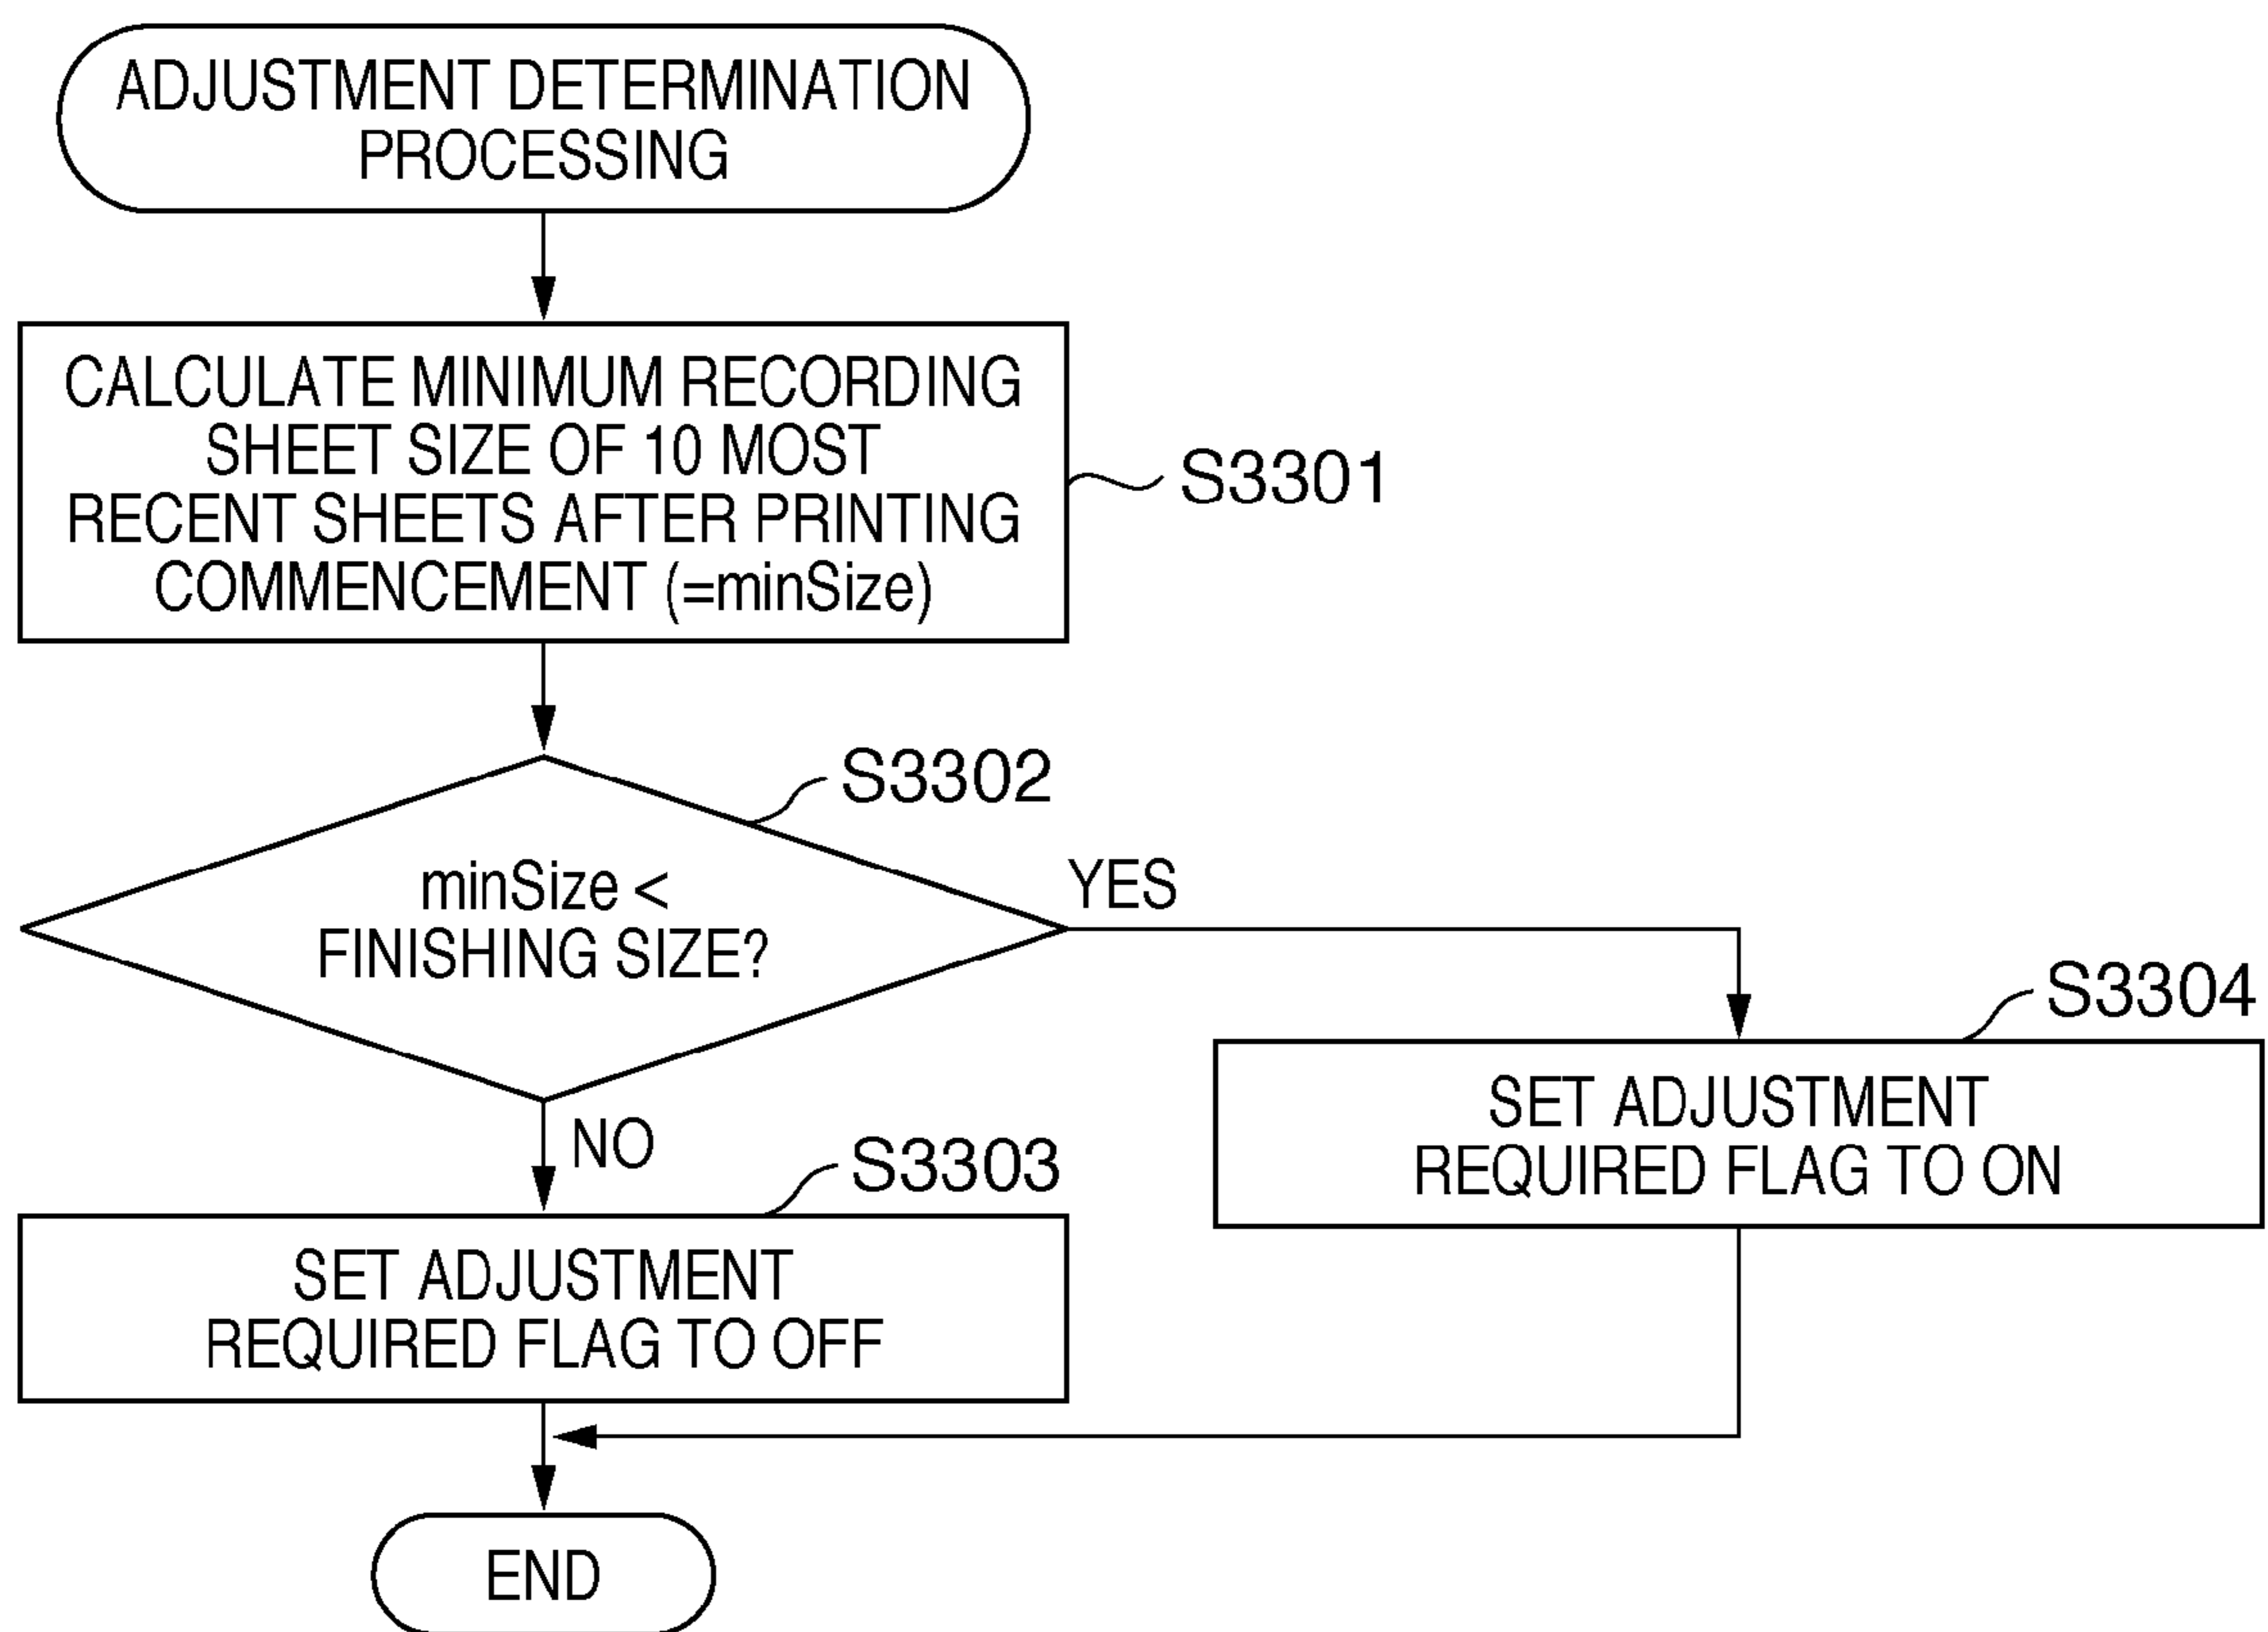 ADJUSTMENT DETERMINATION
PROCESSING
CALCULATE MINIMUM RECORDING
SHEET SIZE OF 10 MOST
RECENT SHEETS AFTER PRINTING
COMMENCEMENT (=minSize)
S3301
S3302
minSize <
FINISHING SIZE?
YES
NO
S3304
SET ADJUSTMENT
REQUIRED FLAG TO ON
S3303
SET ADJUSTMENT
REQUIRED FLAG TO OFF
END